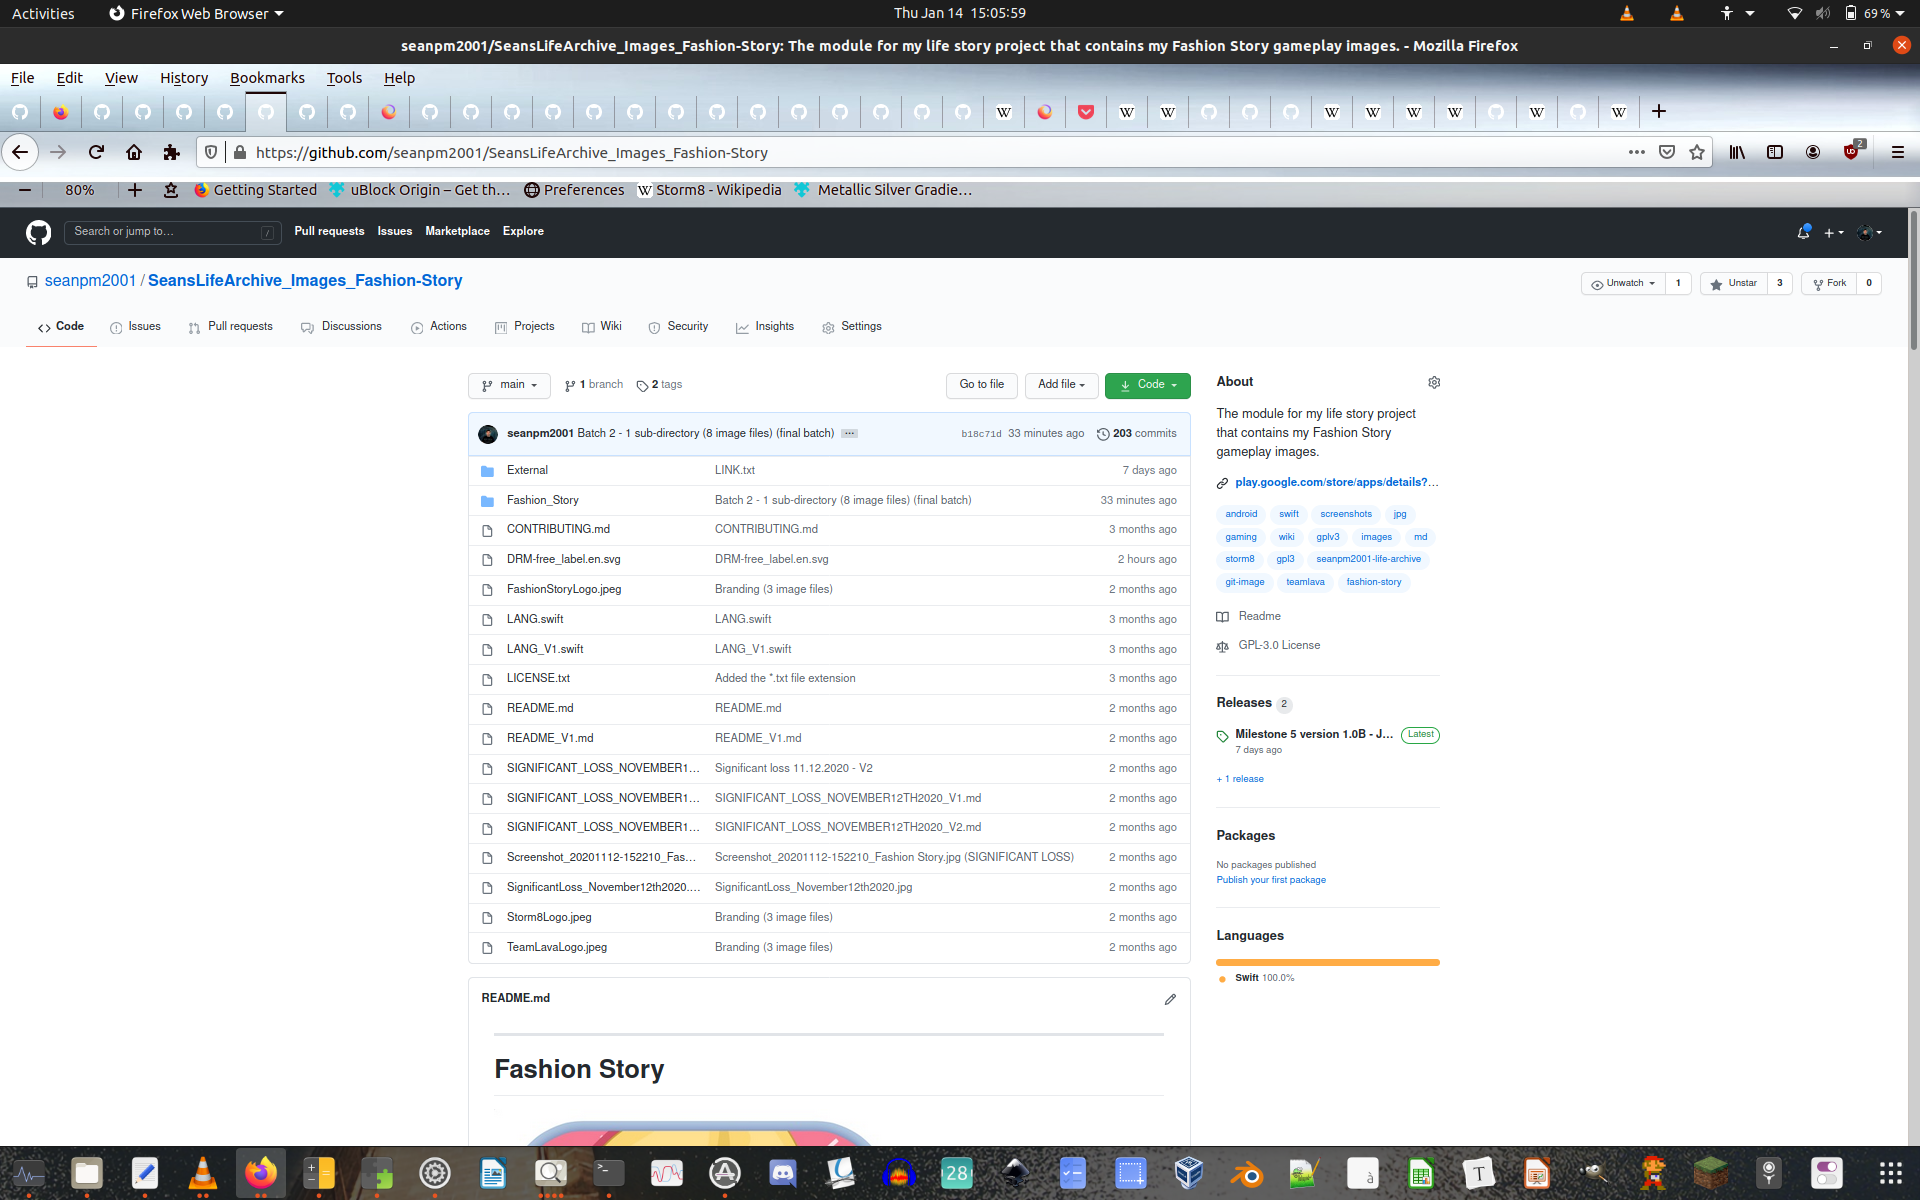 Activities Firefox Web Browser Thu Jan 14 15:05:59 69 %
seanpm2001/SeansLifeArchive_Images_Fashion-Story: The module for my life story project that contains my Fashion Story gameplay images. - Mozilla Firefox
File Edit View History Bookmarks Tools Help
https://github.com/seanpm2001/SeansLifeArchive_Images_Fashion-Story 2
80% Getting Started uBlock Origin – Get th… Preferences Storm8 - Wikipedia Metallic Silver Gradie…
Search or jump to… / Pull requests Issues Marketplace Explore
seanpm2001 / SeansLifeArchive_Images_Fashion-Story Unwatch 1 Unstar 3 Fork 0
Code Issues Pull requests Discussions Actions Projects Wiki Security Insights Settings
main 1 branch 2 tags Go to file Add file Code
seanpm2001 Batch 2 - 1 sub-directory (8 image files) (final batch) … b18c71d 33 minutes ago 203 commits
External LINK.txt 7 days ago
Fashion_Story Batch 2 - 1 sub-directory (8 image files) (final batch) 33 minutes ago
CONTRIBUTING.md CONTRIBUTING.md 3 months ago
DRM-free_label.en.svg DRM-free_label.en.svg 2 hours ago
FashionStoryLogo.jpeg Branding (3 image files) 2 months ago
LANG.swift LANG.swift 3 months ago
LANG_V1.swift LANG_V1.swift 3 months ago
LICENSE.txt Added the *.txt file extension 3 months ago
README.md README.md 2 months ago
README_V1.md README_V1.md 2 months ago
SIGNIFICANT_LOSS_NOVEMBER1… Significant loss 11.12.2020 - V2 2 months ago
SIGNIFICANT_LOSS_NOVEMBER1… SIGNIFICANT_LOSS_NOVEMBER12TH2020_V1.md 2 months ago
SIGNIFICANT_LOSS_NOVEMBER1… SIGNIFICANT_LOSS_NOVEMBER12TH2020_V2.md 2 months ago
Screenshot_20201112-152210_Fas… Screenshot_20201112-152210_Fashion Story.jpg (SIGNIFICANT LOSS) 2 months ago
SignificantLoss_November12th2020.… SignificantLoss_November12th2020.jpg 2 months ago
Storm8Logo.jpeg Branding (3 image files) 2 months ago
TeamLavaLogo.jpeg Branding (3 image files) 2 months ago
README.md
Fashion Story
About
The module for my life story project
that contains my Fashion Story
gameplay images.
play.google.com/store/apps/details?…
android swift screenshots jpg
gaming wiki gplv3 images md
storm8 gpl3 seanpm2001-life-archive
git-image teamlava fashion-story
Readme
GPL-3.0 License
Releases 2
Milestone 5 version 1.0B - J… Latest
7 days ago
+ 1 release
Packages
No packages published
Publish your first package
Languages
Swift 100.0%
28